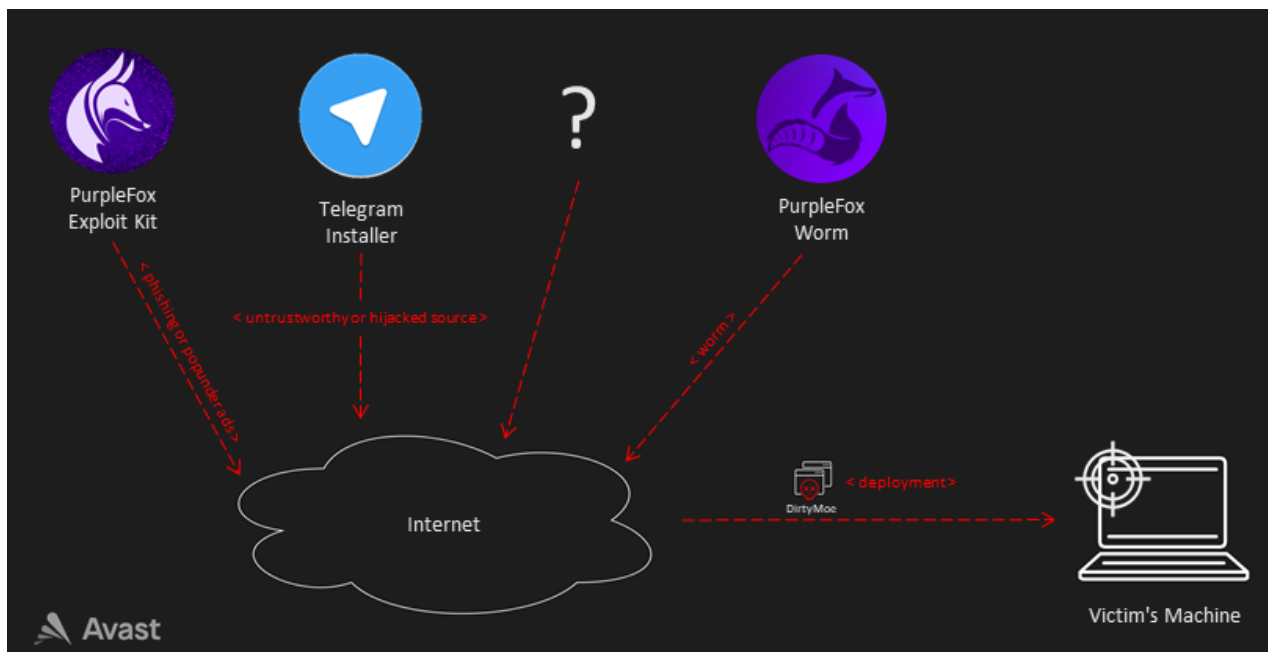 PurpleFox
Exploit Kit
Telegram
Installer
?
PurpleFox
Worm
< phishing or popunder ads >
< untrustworthy or hijacked source >
< worm >
Internet
DirtyMoe
< deployment >
Victim's Machine
Avast